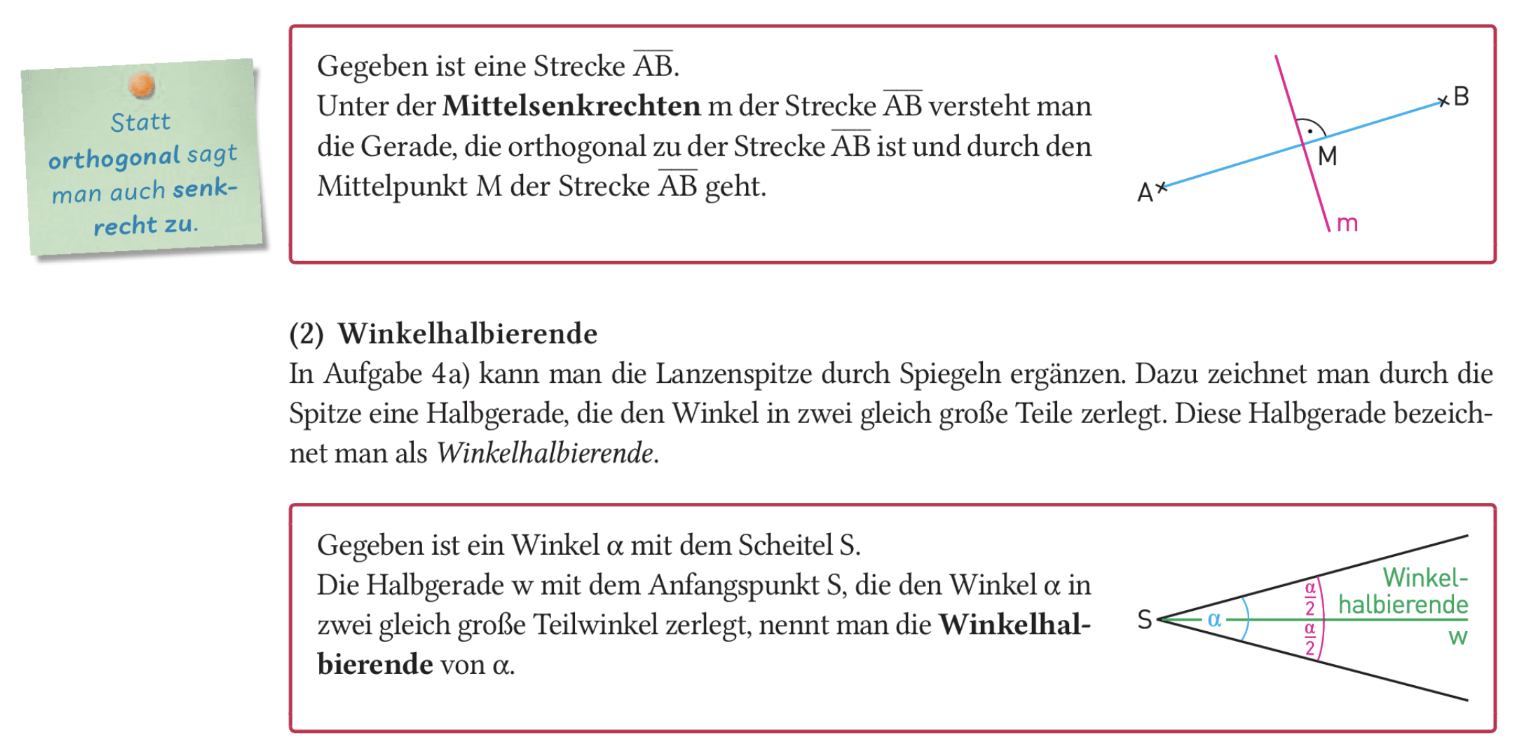 Statt
orthogonal sagt
man auch senk-
recht zu.
Gegeben ist eine Strecke A̅B̅.
Unter der Mittelsenkrechten m der Strecke A̅B̅ versteht man
die Gerade, die orthogonal zu der Strecke A̅B̅ ist und durch den
Mittelpunkt M der Strecke A̅B̅ geht.
B
M
A
m
(2) Winkelhalbierende
In Aufgabe 4a) kann man die Lanzenspitze durch Spiegeln ergänzen. Dazu zeichnet man durch die
Spitze eine Halbgerade, die den Winkel in zwei gleich große Teile zerlegt. Diese Halbgerade bezeich-
net man als Winkelhalbierende.
Gegeben ist ein Winkel α mit dem Scheitel S.
Die Halbgerade w mit dem Anfangspunkt S, die den Winkel α in
zwei gleich große Teilwinkel zerlegt, nennt man die Winkelhal-
bierende von α.
S
α
α/2
α/2
Winkel-
halbierende
w